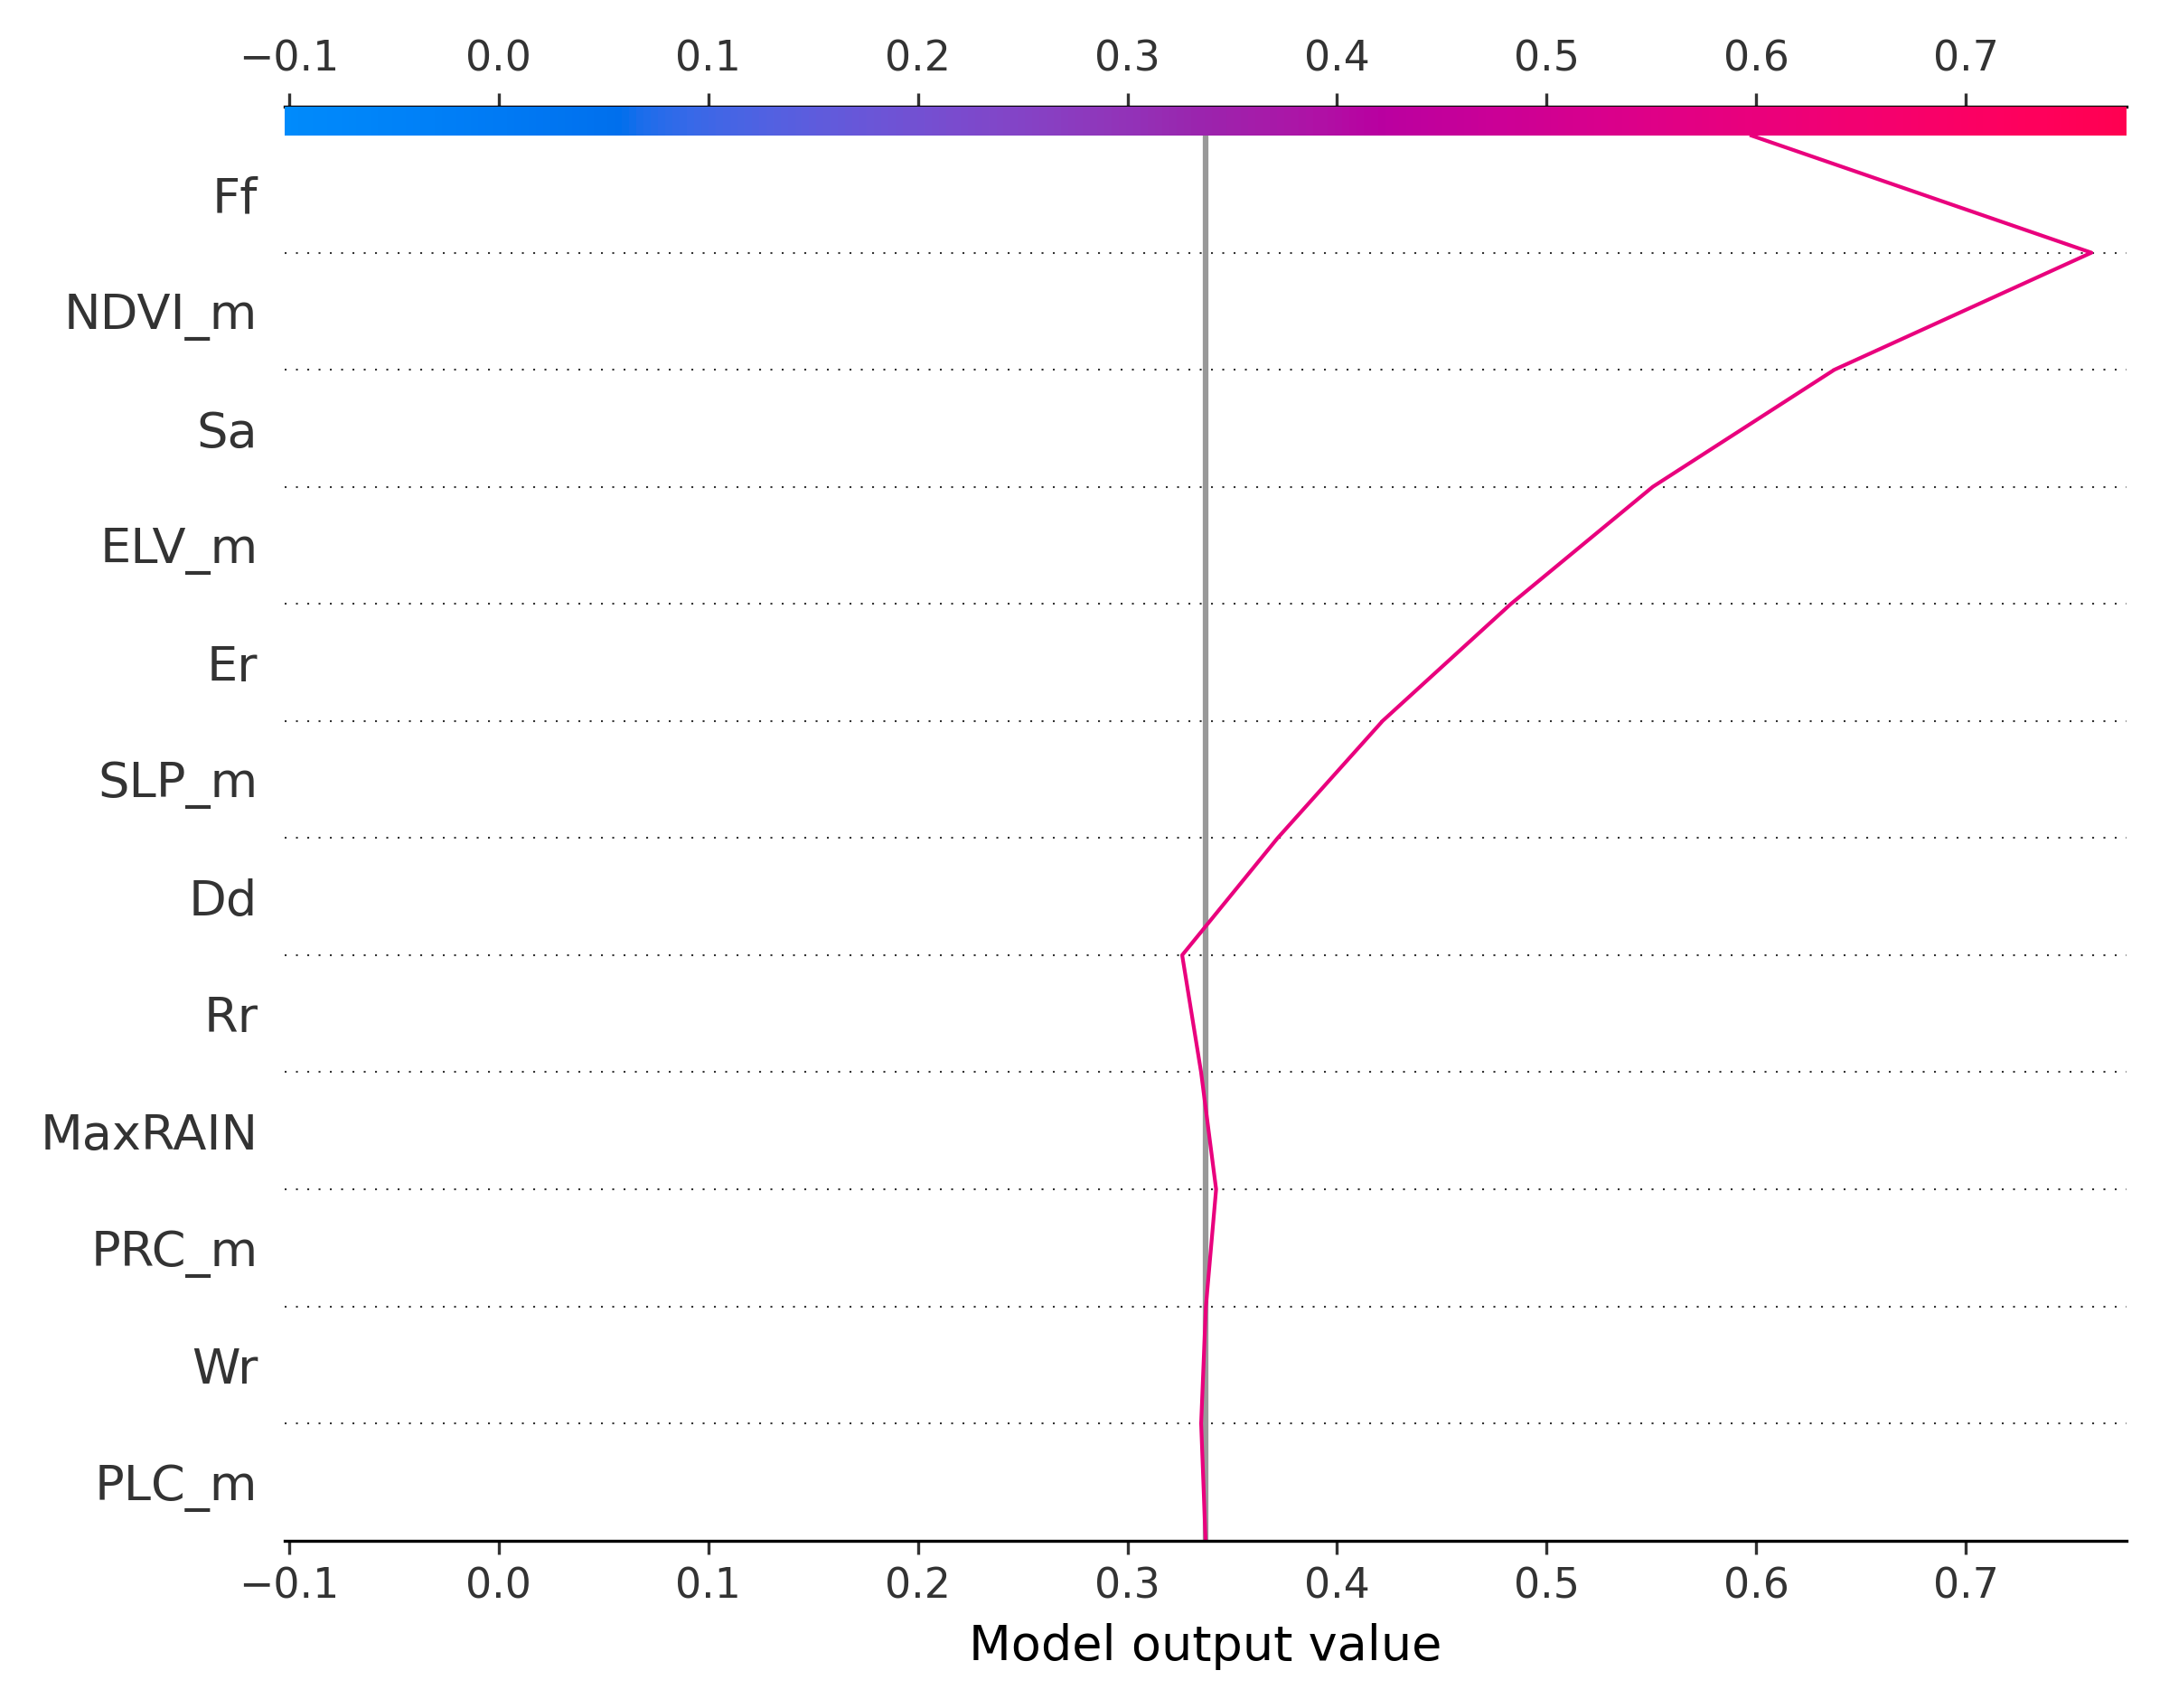 −0.1 0.0 0.1 0.2 0.3 0.4 0.5 0.6 0.7
Ff
NDVI_m
Sa
ELV_m
Er
SLP_m
Dd
Rr
MaxRAIN
PRC_m
Wr
PLC_m
−0.1 0.0 0.1 0.2 0.3 0.4 0.5 0.6 0.7
Model output value